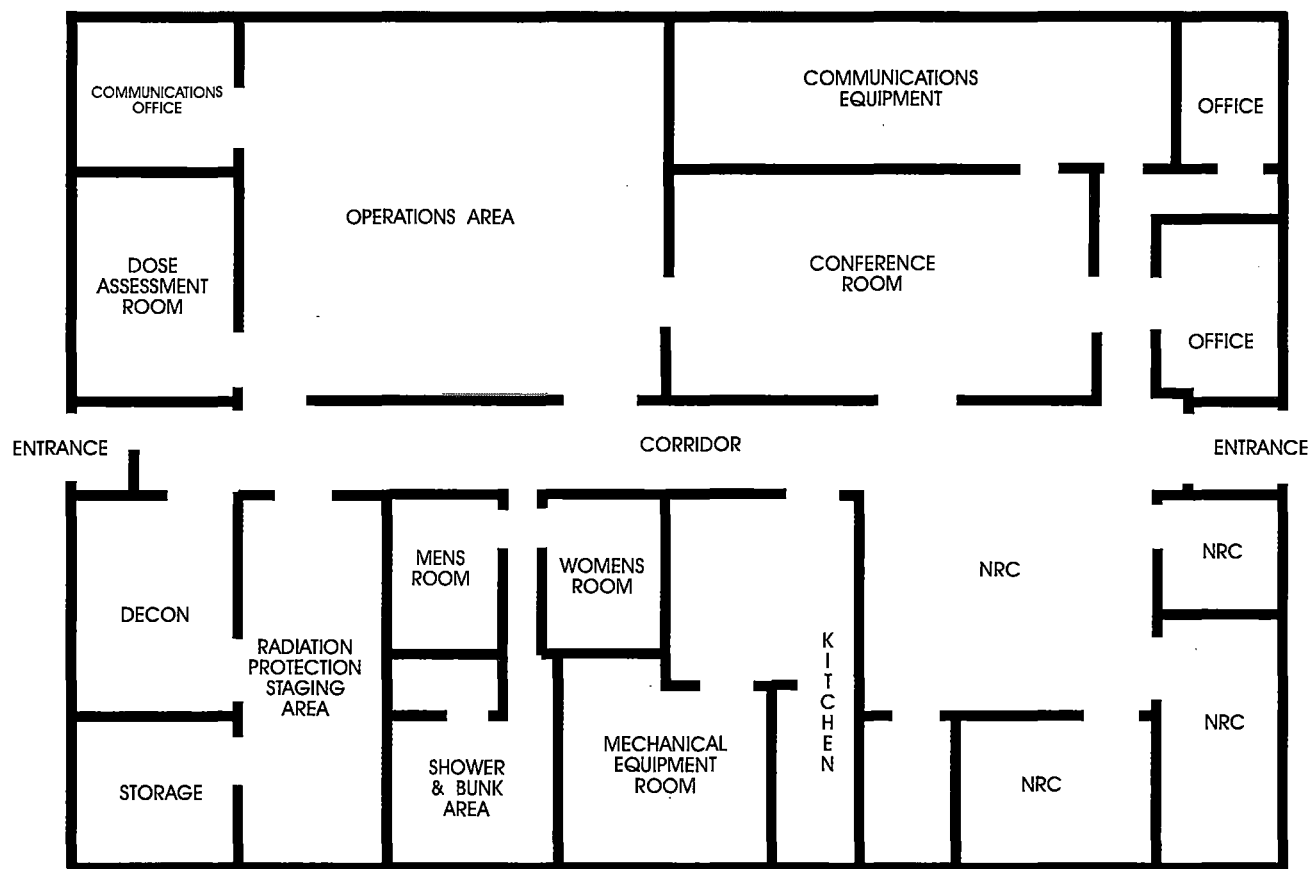 COMMUNICATIONS
OFFICE
COMMUNICATIONS
EQUIPMENT
OFFICE
OPERATIONS AREA
DOSE
ASSESSMENT
ROOM
CONFERENCE
ROOM
OFFICE
ENTRANCE
CORRIDOR
ENTRANCE
MENS
ROOM
WOMENS
ROOM
NRC
NRC
DECON
RADIATION
PROTECTION
STAGING
AREA
KITCHEN
STORAGE
SHOWER
& BUNK
AREA
MECHANICAL
EQUIPMENT
ROOM
NRC
NRC